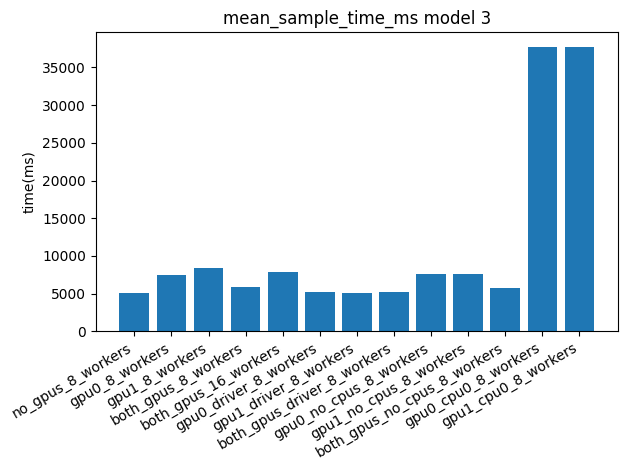 mean_sample_time_ms model 3
time(ms)
35000
30000
25000
20000
15000
10000
5000
0
no_gpus_8_workers
gpu0_8_workers
gpu1_8_workers
both_gpus_8_workers
both_gpus_16_workers
gpu0_driver_8_workers
gpu1_driver_8_workers
both_gpus_driver_8_workers
gpu0_no_cpus_8_workers
gpu1_no_cpus_8_workers
both_gpus_no_cpus_8_workers
gpu0_cpu0_8_workers
gpu1_cpu0_8_workers